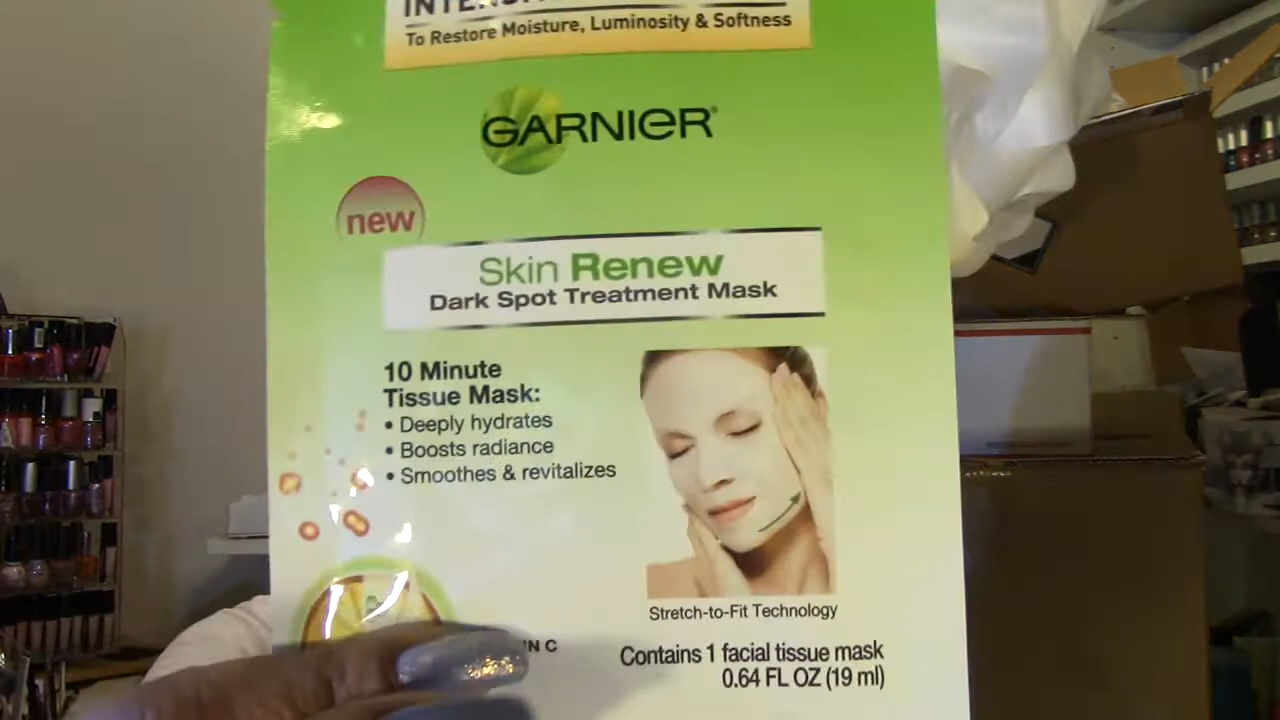 To Restore Moisture, Luminosity & Softness
GARNIER®
new
Skin Renew
Dark Spot Treatment Mask
10 Minute
Tissue Mask:
• Deeply hydrates
• Boosts radiance
• Smoothes & revitalizes
Stretch-to-Fit Technology
C
Contains 1 facial tissue mask
0.64 FL OZ (19 ml)